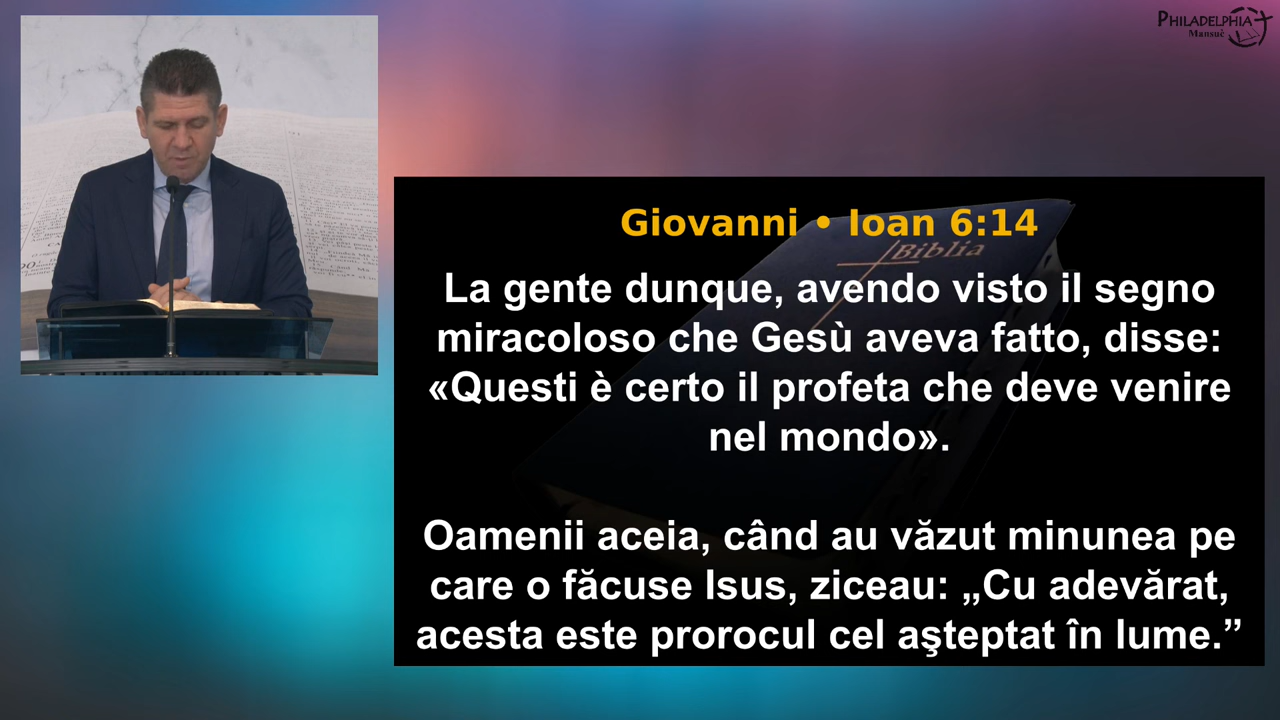 PHILADELPHIA
Mansuè
Giovanni • Ioan 6:14
Biblia
La gente dunque, avendo visto il segno
miracoloso che Gesù aveva fatto, disse:
«Questi è certo il profeta che deve venire
nel mondo».
Oamenii aceia, când au văzut minunea pe
care o făcuse Isus, ziceau: „Cu adevărat,
acesta este prorocul cel aşteptat în lume.”